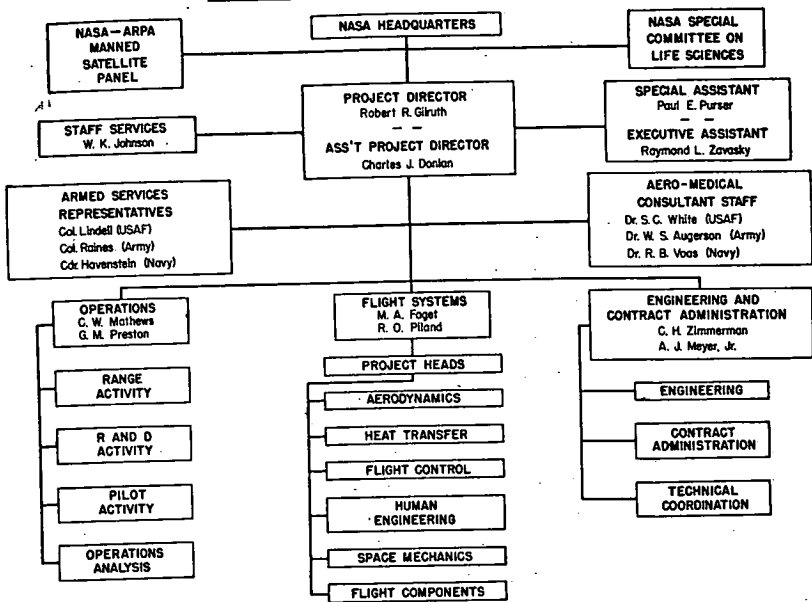 NASA HEADQUARTERS
NASA—ARPA
MANNED
SATELLITE
PANEL
NASA SPECIAL
COMMITTEE ON
LIFE SCIENCES
PROJECT DIRECTOR
Robert R. Gilruth
— —
ASS'T PROJECT DIRECTOR
Charles J. Donlan
STAFF SERVICES
W. K. Johnson
SPECIAL ASSISTANT
Paul E. Purser
— —
EXECUTIVE ASSISTANT
Raymond L. Zavasky
ARMED SERVICES
REPRESENTATIVES
Col. Lindell (USAF)
Col. Raines (Army)
Cdr. Havenstein (Navy)
AERO-MEDICAL
CONSULTANT STAFF
Dr. S. C. White (USAF)
Dr. W. S. Augerson (Army)
Dr. R. B. Voas (Navy)
OPERATIONS
C. W. Mathews
G. M. Preston
RANGE
ACTIVITY
R AND D
ACTIVITY
PILOT
ACTIVITY
OPERATIONS
ANALYSIS
FLIGHT SYSTEMS
M. A. Faget
R. O. Piland
PROJECT HEADS
AERODYNAMICS
HEAT TRANSFER
FLIGHT CONTROL
HUMAN
ENGINEERING
SPACE MECHANICS
FLIGHT COMPONENTS
ENGINEERING AND
CONTRACT ADMINISTRATION
C. H. Zimmerman
A. J. Meyer, Jr.
ENGINEERING
CONTRACT
ADMINISTRATION
TECHNICAL
COORDINATION